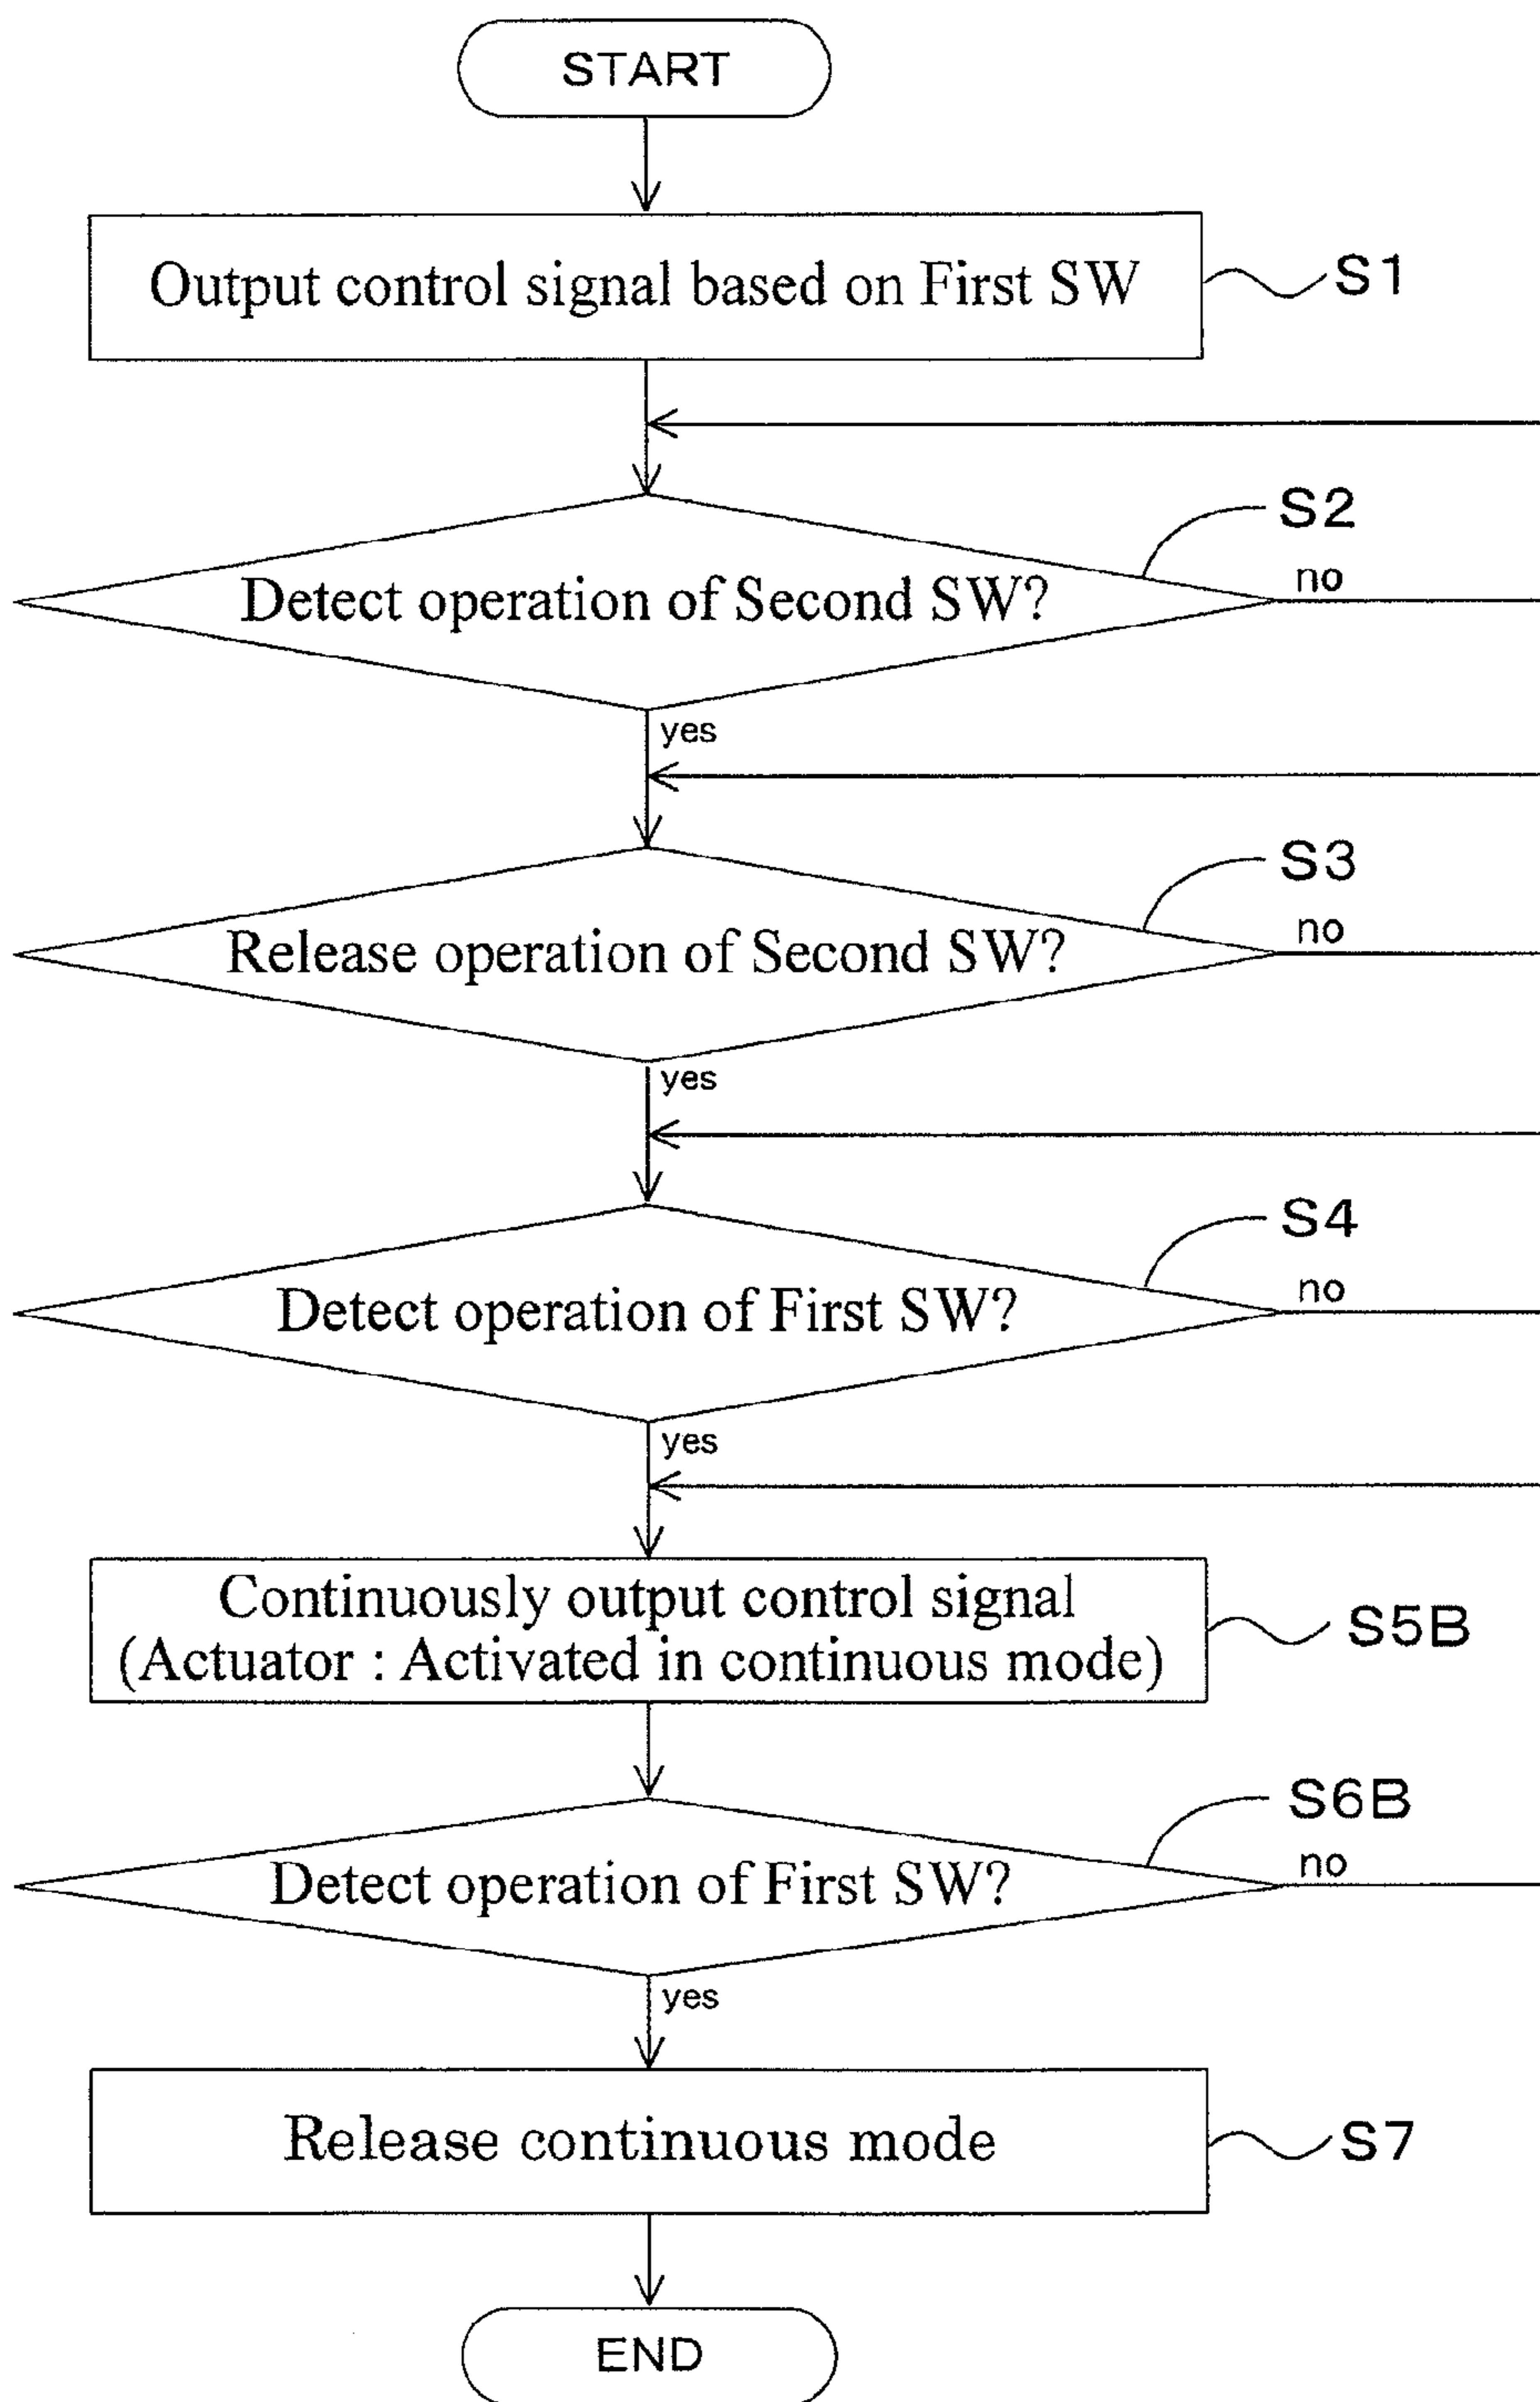 START
Output control signal based on First SW
S1
S2
Detect operation of Second SW?
no
yes
S3
Release operation of Second SW?
no
yes
S4
Detect operation of First SW?
no
yes
Continuously output control signal
(Actuator : Activated in continuous mode)
S5B
S6B
Detect operation of First SW?
no
yes
Release continuous mode
S7
END